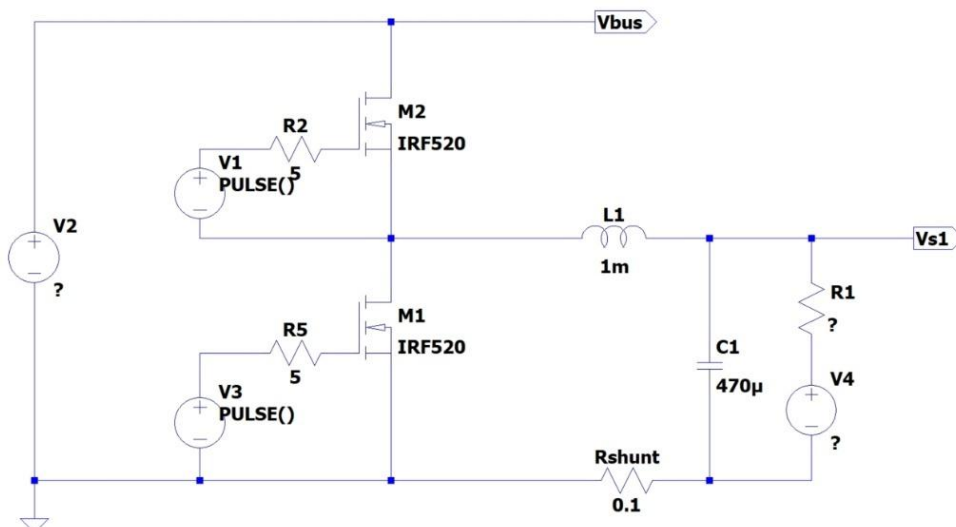 Vbus
M2
R2
IRF520
5
V1
PULSE()
V2
?
L1
Vs1
1m
R1
?
M1
R5
IRF520
5
C1
470µ
V4
?
V3
PULSE()
Rshunt
0.1